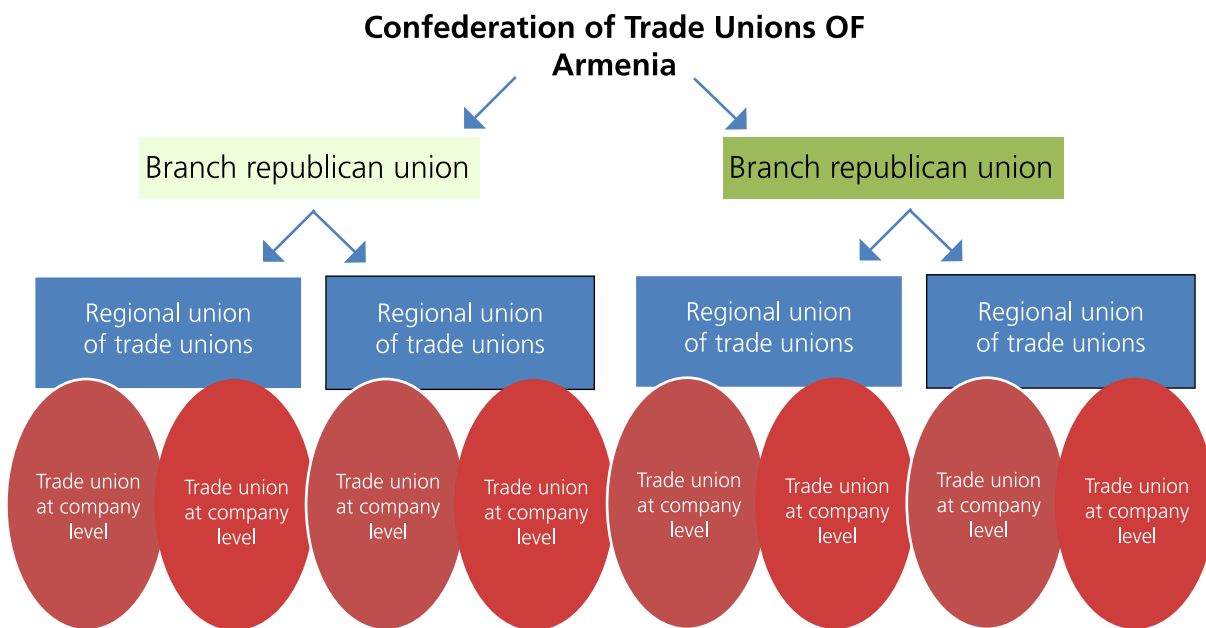 Confederation of Trade Unions OF
Armenia
Branch republican union
Branch republican union
Regional union
of trade unions
Regional union
of trade unions
Regional union
of trade unions
Regional union
of trade unions
Trade union
at company
level
Trade union
at company
level
Trade union
at company
level
Trade union
at company
level
Trade union
at company
level
Trade union
at company
level
Trade union
at company
level
Trade union
at company
level